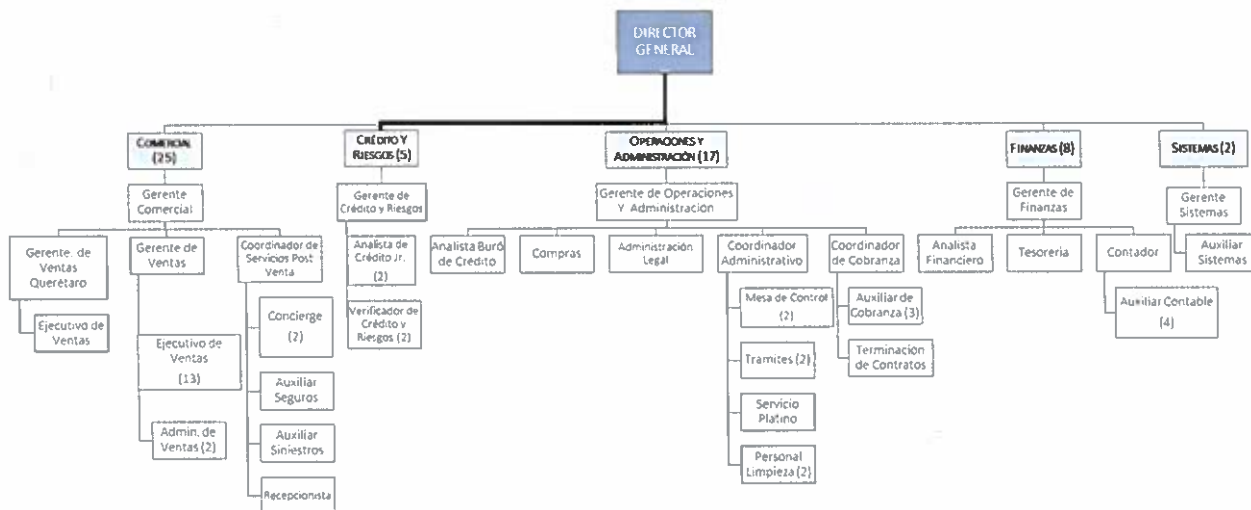 DIRECTOR
GENERAL
COMERCIAL
(25)
CRÉDITO Y
RIESGOS (5)
OPERACIONES Y
ADMINISTRACIÓN (17)
FINANZAS (8)
SISTEMAS (2)
Gerente
Comercial
Gerente de
Crédito y Riesgos
Gerente de Operaciones
Y Administración
Gerente de
Finanzas
Gerente
Sistemas
Gerente. de
Ventas
Querétaro
Gerente de
Ventas
Coordinador de
Servicios Post
Venta
Analista de
Crédito Jr.
(2)
Analista Buró
de Crédito
Compras
Administración
Legal
Coordinador
Administrativo
Coordinador
de Cobranza
Analista
Financiero
Tesoreria
Contador
Auxiliar
Sistemas
Ejecutivo de
Ventas
Ejecutivo de
Ventas
(13)
Admin. de
Ventas (2)
Concierge
(2)
Auxiliar
Seguros
Auxiliar
Siniestros
Recepcionista
Verificador de
Crédito y
Riesgos (2)
Mesa de Control
(2)
Tramites (2)
Servicio
Platino
Personal
Limpieza (2)
Auxiliar de
Cobranza (3)
Terminacion
de Contratos
Auxiliar Contable
(4)